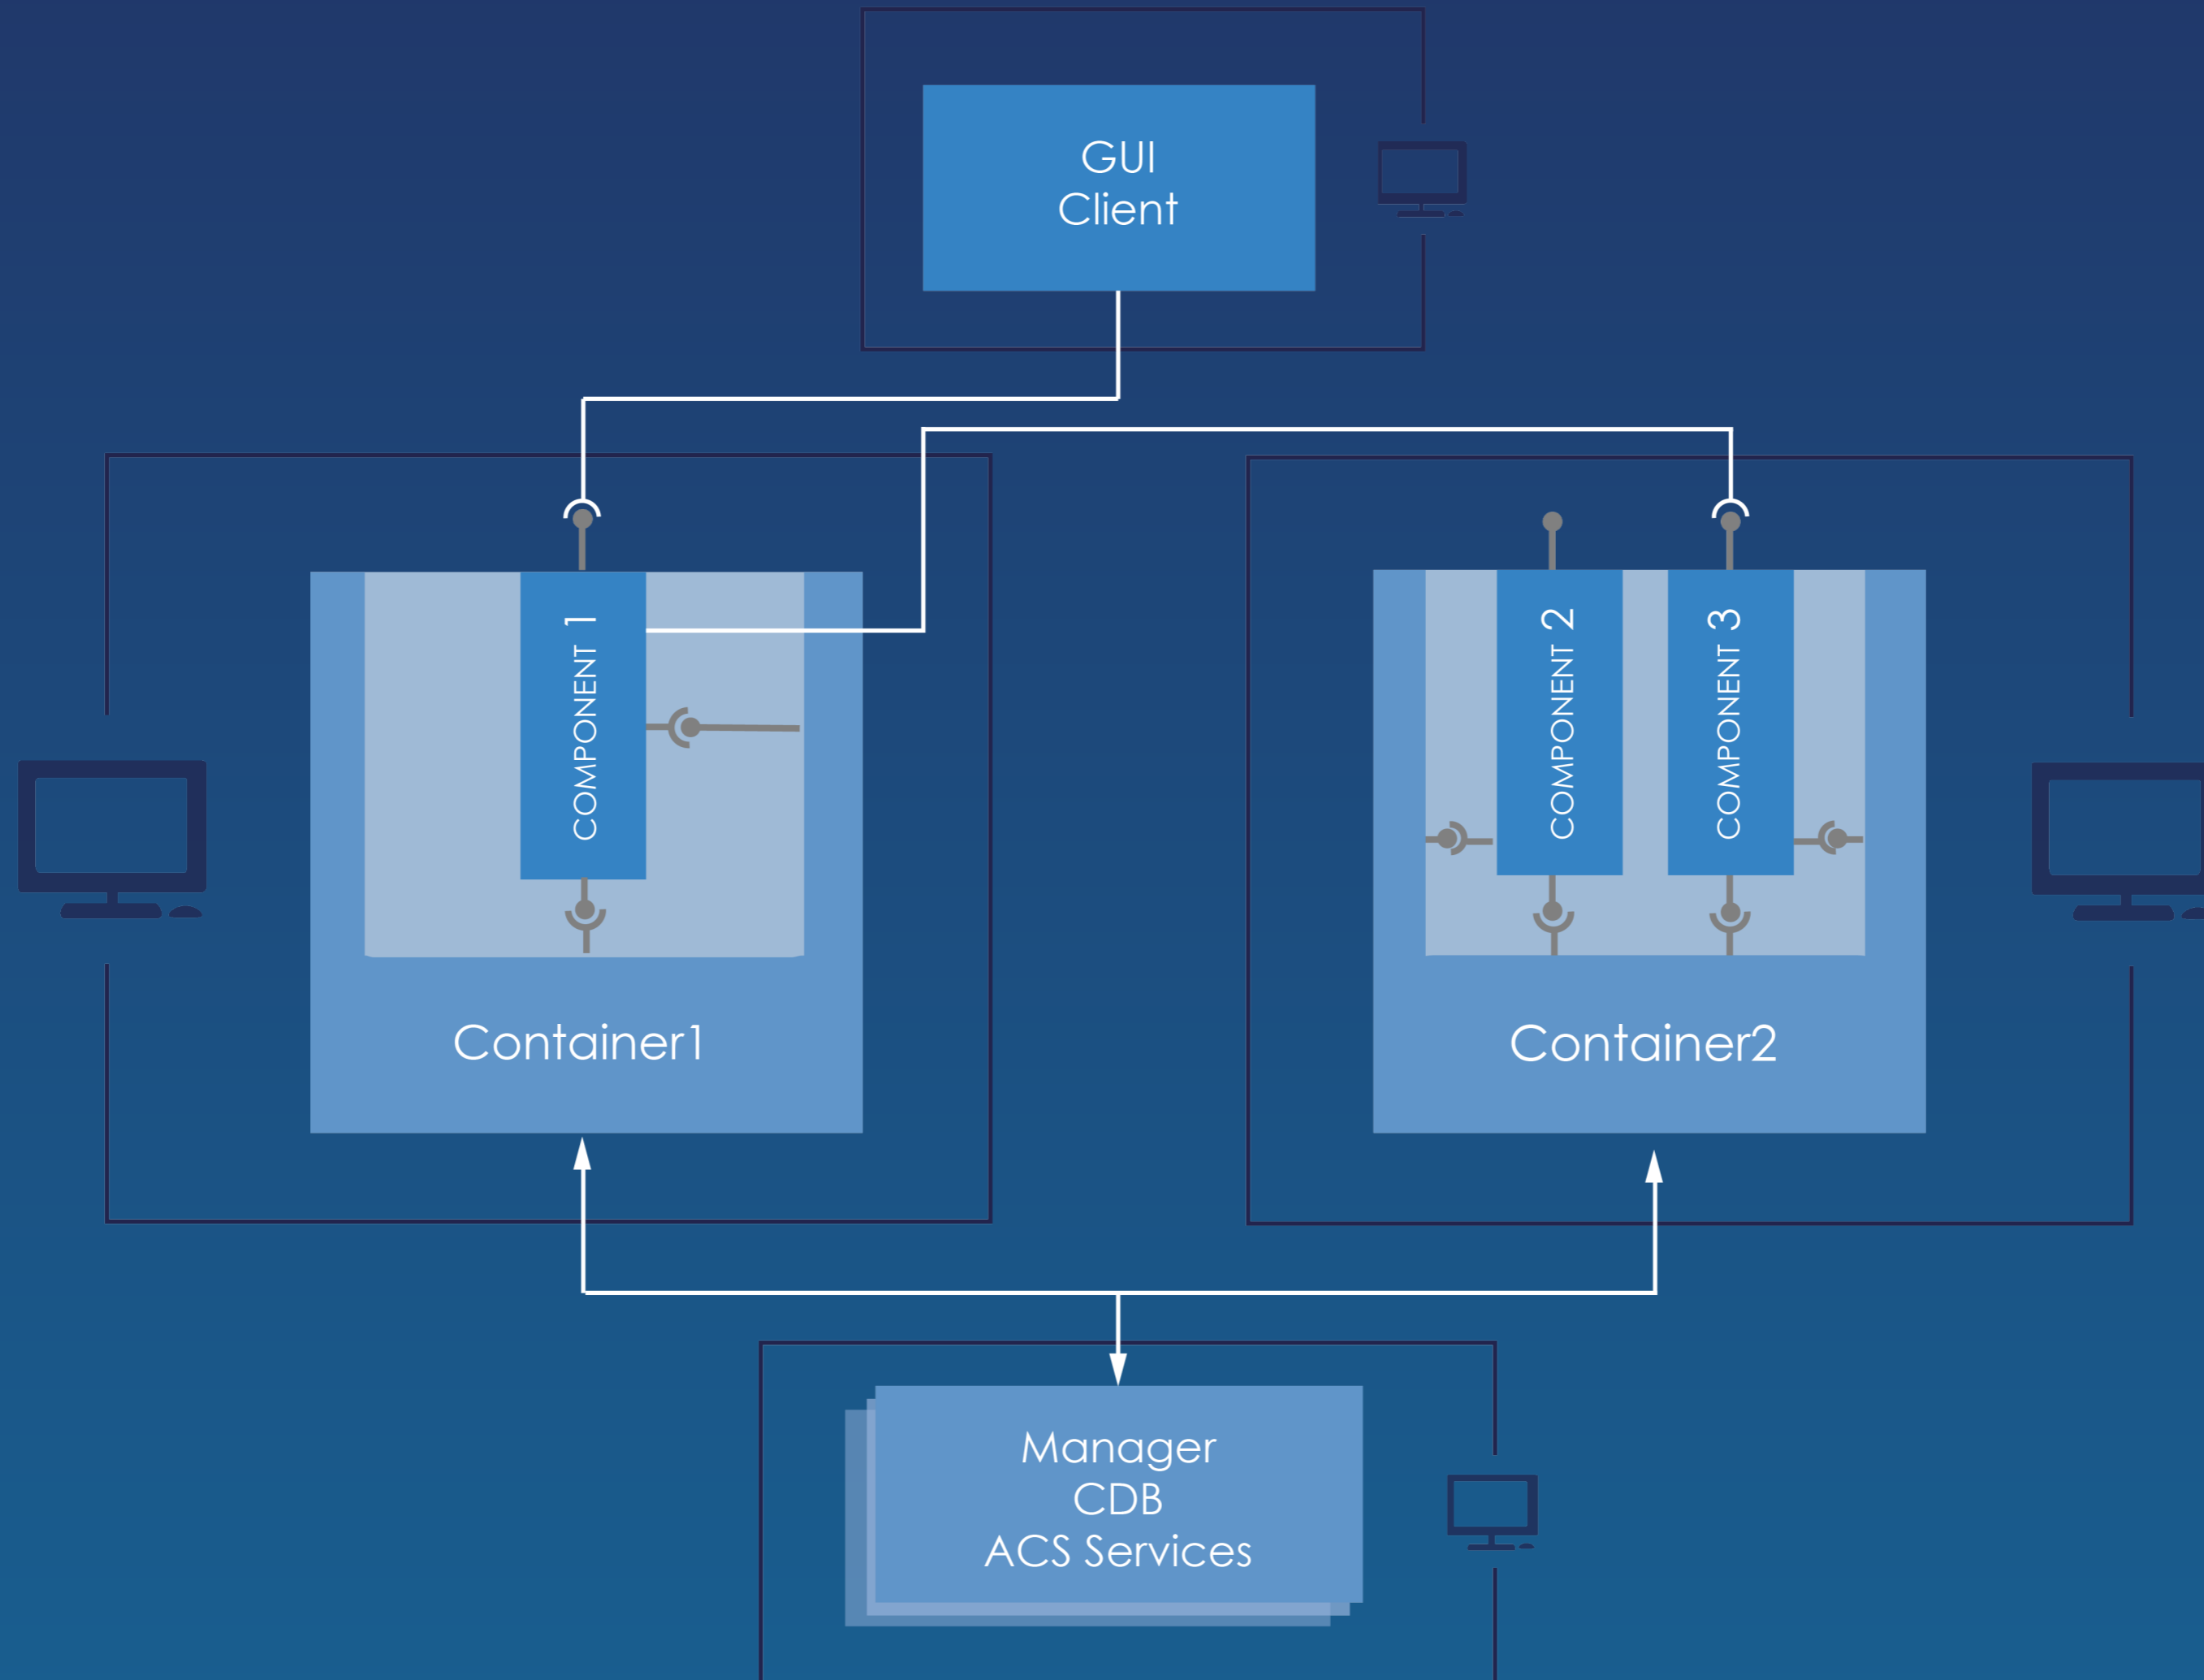 GUI
Client
COMPONENT 1
COMPONENT 2
COMPONENT 3
Container1
Container2
Manager
CDB
ACS Services